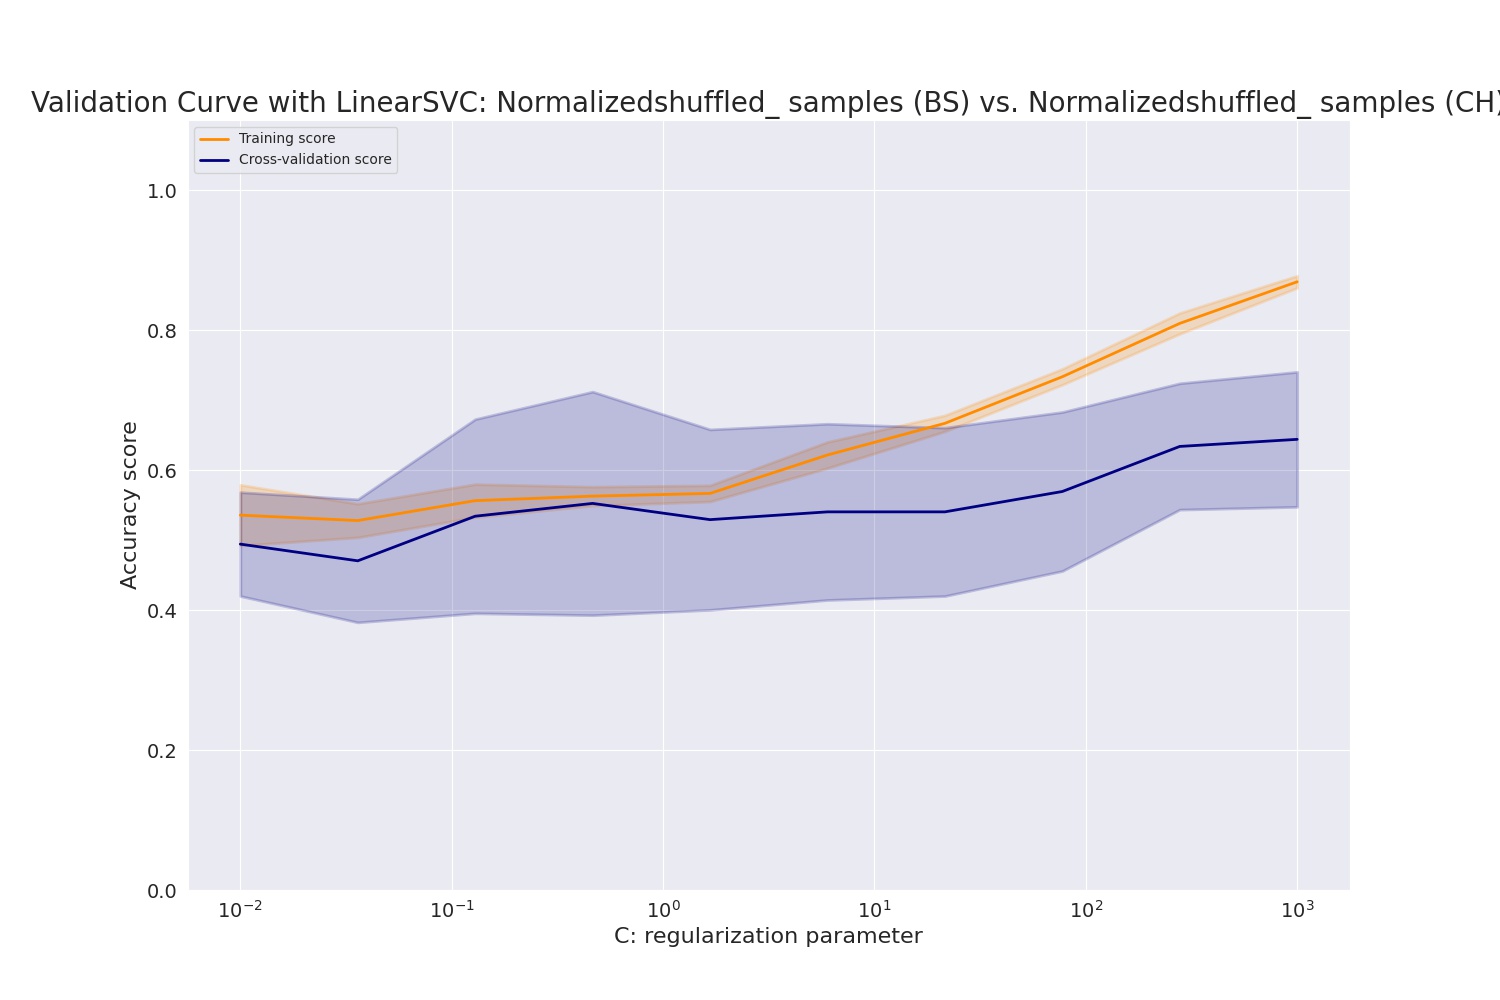 Validation Curve with LinearSVC: Normalizedshuffled_ samples (BS) vs. Normalizedshuffled_ samples (CH)
Training score
Cross-validation score
1.0
0.8
0.6
0.4
0.2
0.0
Accuracy score
10⁻² 10⁻¹ 10⁰ 10¹ 10² 10³
C: regularization parameter